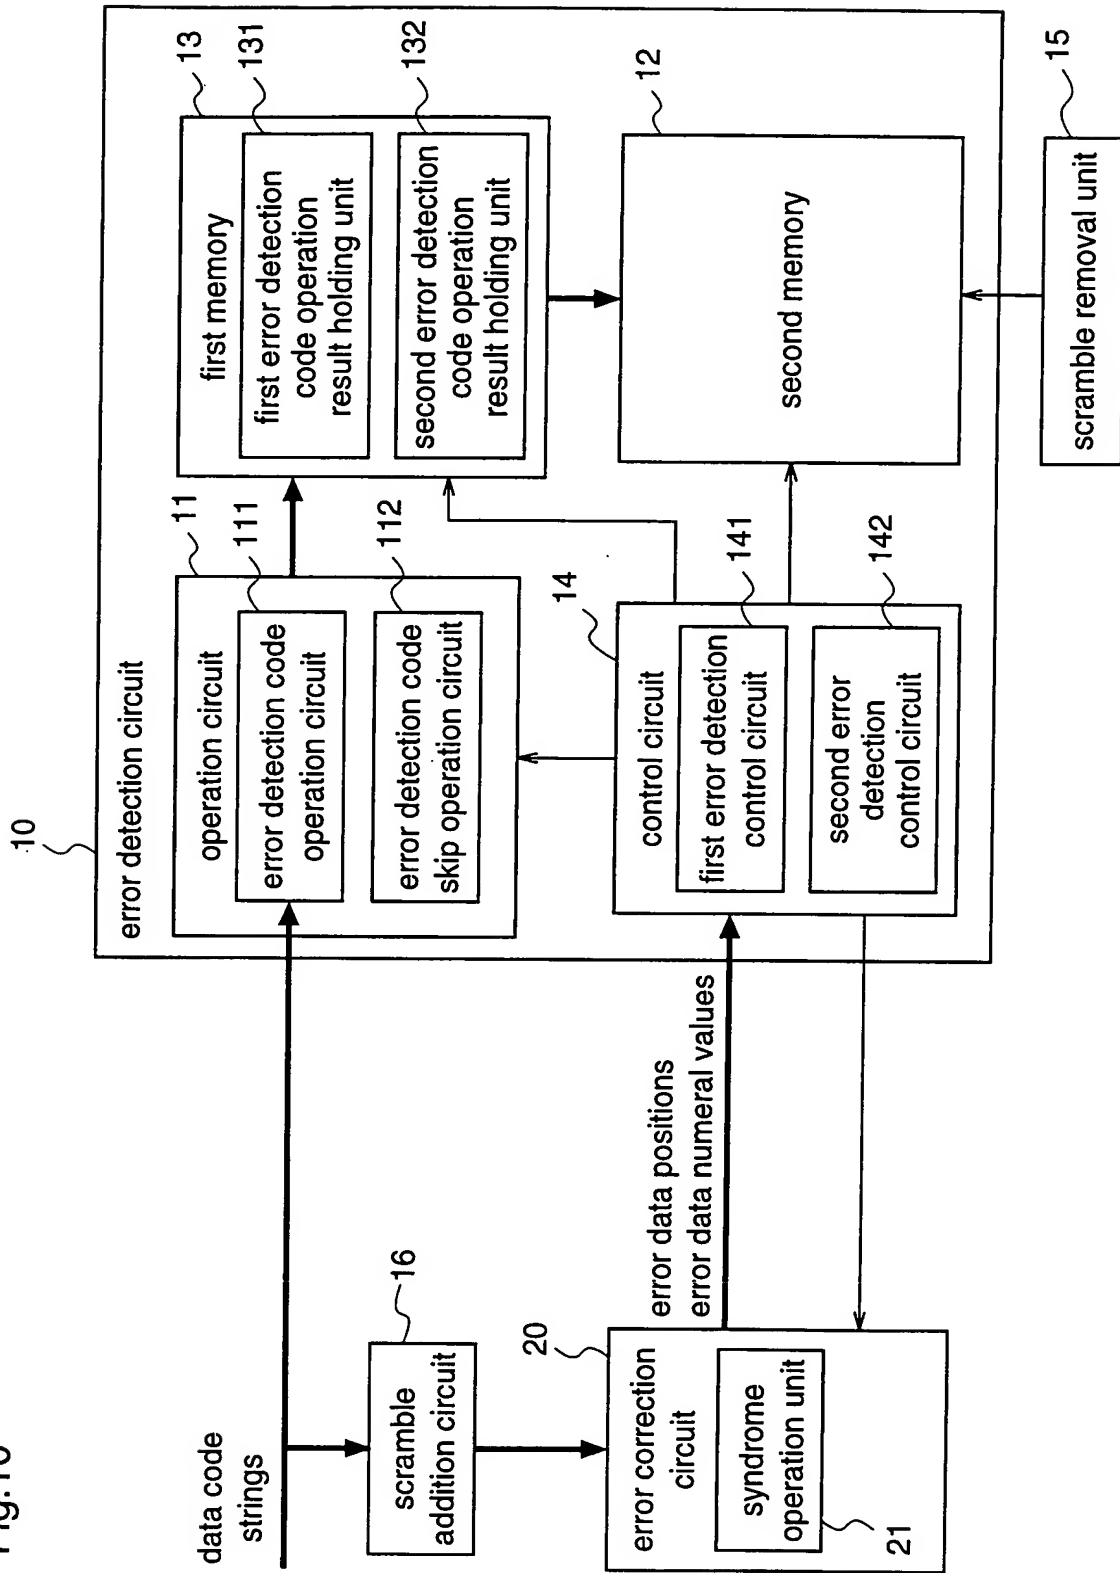 10
error detection circuit
operation circuit
11
error detection code
operation circuit
111
error detection code
skip operation circuit
112
first memory
13
first error detection
code operation
result holding unit
131
second error detection
code operation
result holding unit
132
data code
strings
scramble
addition circuit
16
error correction
circuit
20
syndrome
operation unit
21
error data positions
error data numeral values
control circuit
14
first error detection
control circuit
141
second error
detection
control circuit
142
second memory
12
scramble removal unit
15